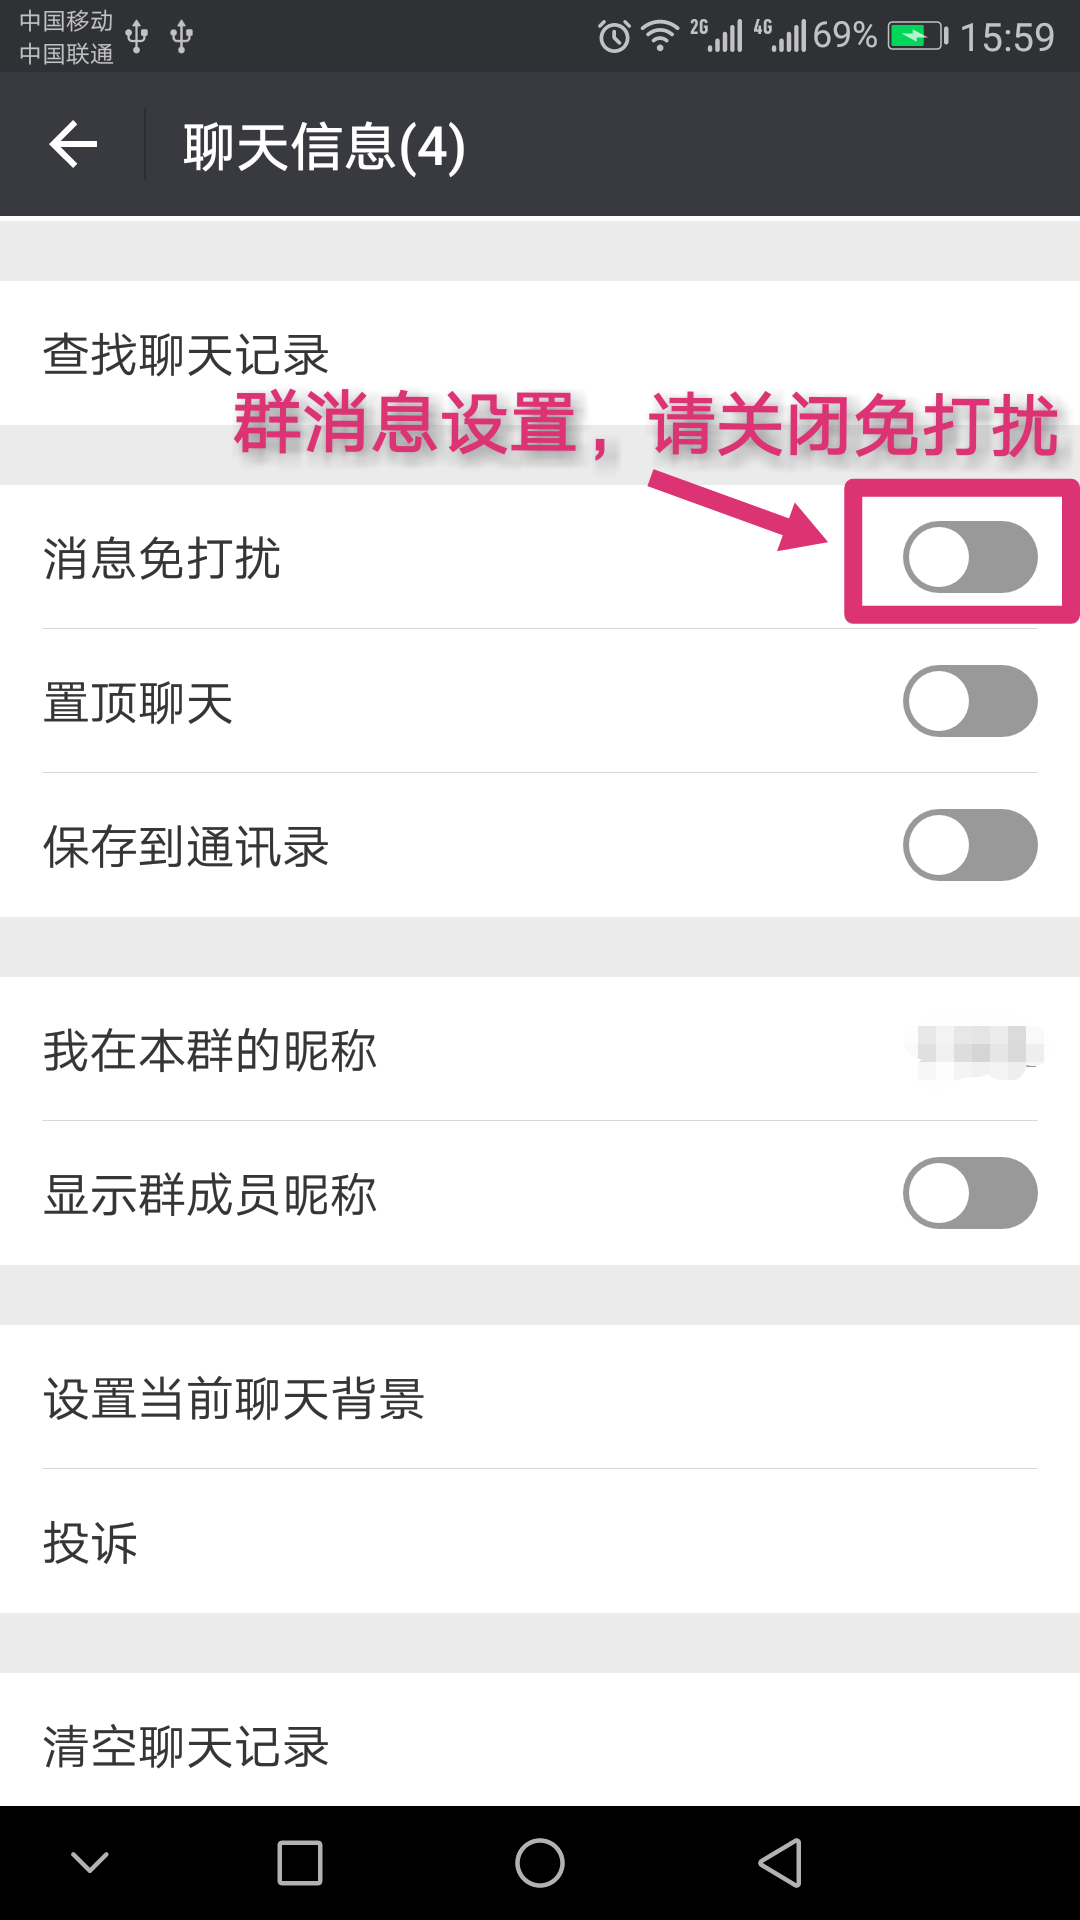 中国移动
中国联通
2G
4G
69%
15:59
聊天信息(4)
查找聊天记录
群消息设置，请关闭免打扰
消息免打扰
置顶聊天
保存到通讯录
我在本群的昵称
显示群成员昵称
设置当前聊天背景
投诉
清空聊天记录